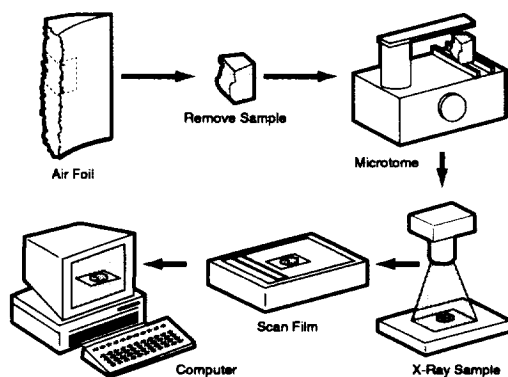 Air Foil
Remove Sample
Microtome
X-Ray Sample
Scan Film
Computer